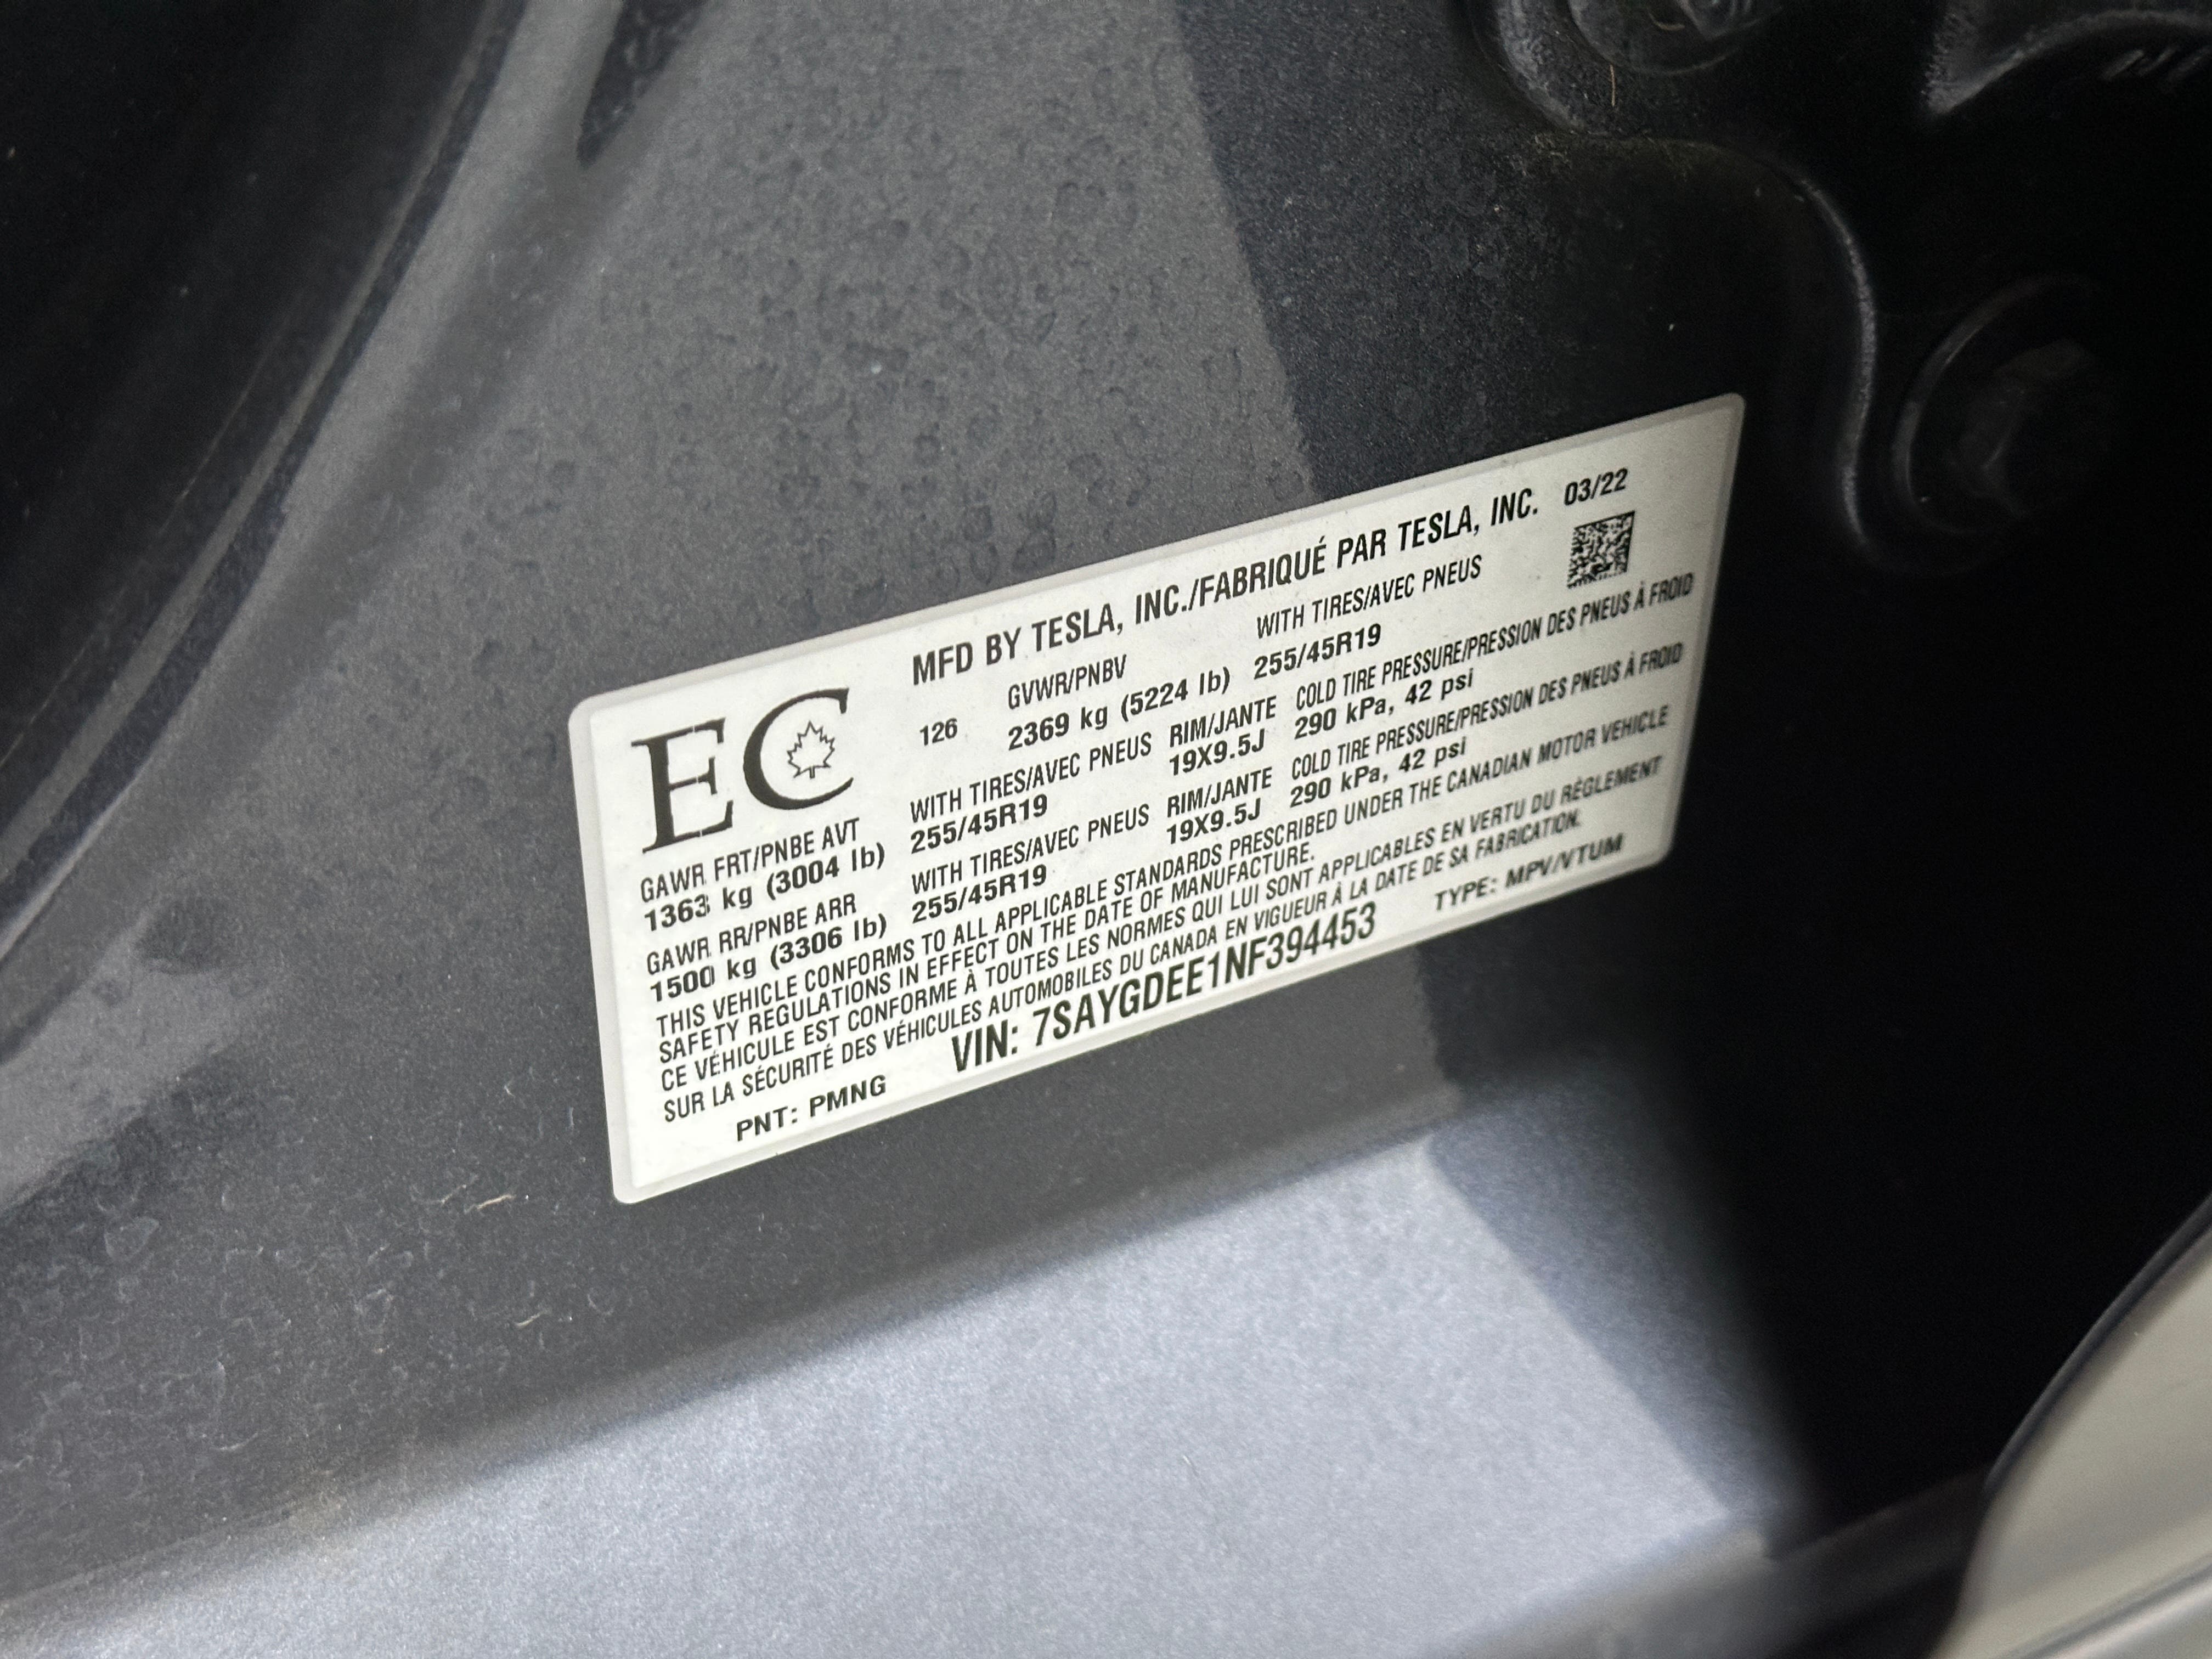 MFD BY TESLA, INC./FABRIQUÉ PAR TESLA, INC. 03/22
EC
126
GVWR/PNBV
2369 kg (5224 lb)
WITH TIRES/AVEC PNEUS
255/45R19
GAWR FRT/PNBE AVT
1363 kg (3004 lb)
WITH TIRES/AVEC PNEUS
255/45R19
RIM/JANTE
19X9.5J
COLD TIRE PRESSURE/PRESSION DES PNEUS À FROID
290 kPa, 42 psi
GAWR RR/PNBE ARR
1500 kg (3306 lb)
WITH TIRES/AVEC PNEUS
255/45R19
RIM/JANTE
19X9.5J
COLD TIRE PRESSURE/PRESSION DES PNEUS À FROID
290 kPa, 42 psi
THIS VEHICLE CONFORMS TO ALL APPLICABLE STANDARDS PRESCRIBED UNDER THE CANADIAN MOTOR VEHICLE
SAFETY REGULATIONS IN EFFECT ON THE DATE OF MANUFACTURE.
CE VÉHICULE EST CONFORME À TOUTES LES NORMES QUI LUI SONT APPLICABLES EN VERTU DU RÉGLEMENT
SUR LA SÉCURITÉ DES VÉHICULES AUTOMOBILES DU CANADA EN VIGUEUR À LA DATE DE SA FABRICATION.
PNT: PMNG
VIN: 7SAYGDEE1NF394453
TYPE: MPV/VTUM